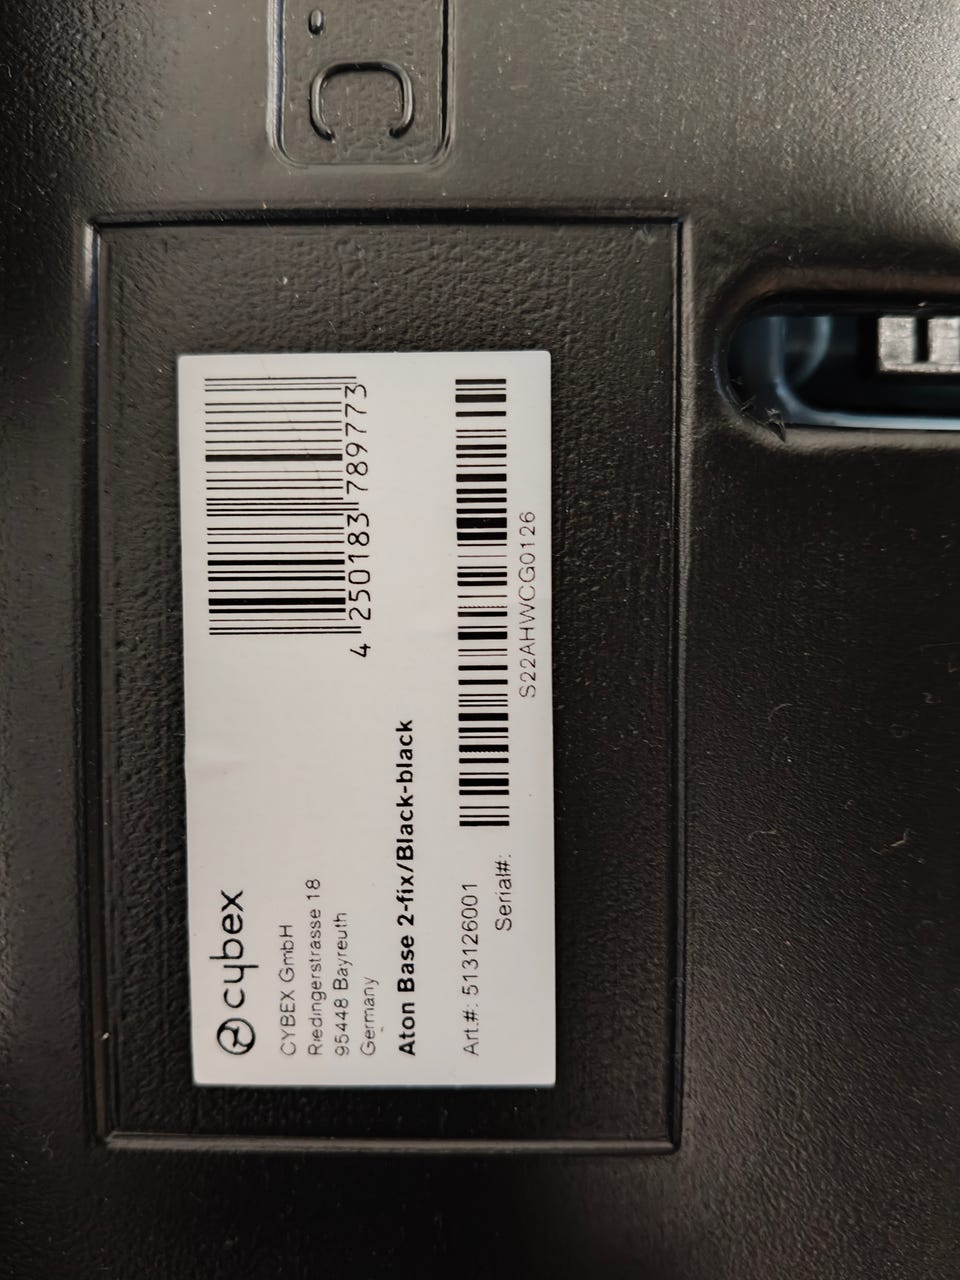 cybex
CYBEX GmbH
Riedingerstrasse 18
95448 Bayreuth
Germany
Aton Base 2-fix/Black-black
Art.#: 513126001
Serial#:
S22AHWCG0126
4 250183 789773